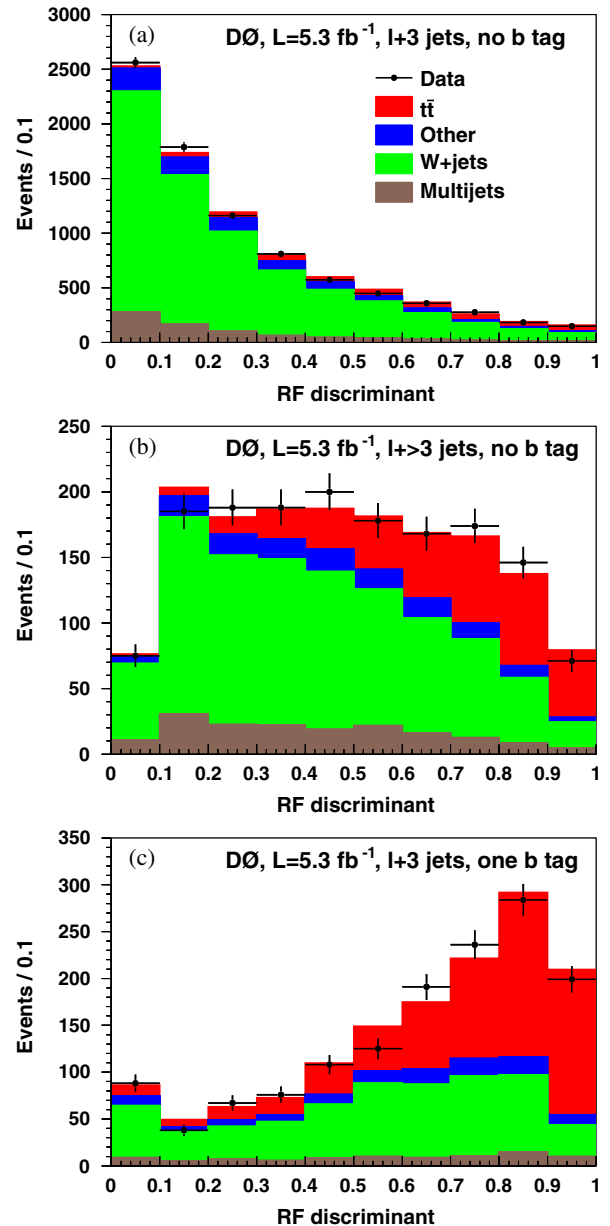 (a) DØ, L=5.3 fb⁻¹, l+3 jets, no b tag
Data
tt̄
Other
W+jets
Multijets
Events / 0.1
3000
2500
2000
1500
1000
500
0
0 0.1 0.2 0.3 0.4 0.5 0.6 0.7 0.8 0.9 1
RF discriminant
(b) DØ, L=5.3 fb⁻¹, l+>3 jets, no b tag
Events / 0.1
250
200
150
100
50
0
0 0.1 0.2 0.3 0.4 0.5 0.6 0.7 0.8 0.9 1
RF discriminant
(c) DØ, L=5.3 fb⁻¹, l+3 jets, one b tag
Events / 0.1
350
300
250
200
150
100
50
0
0 0.1 0.2 0.3 0.4 0.5 0.6 0.7 0.8 0.9 1
RF discriminant